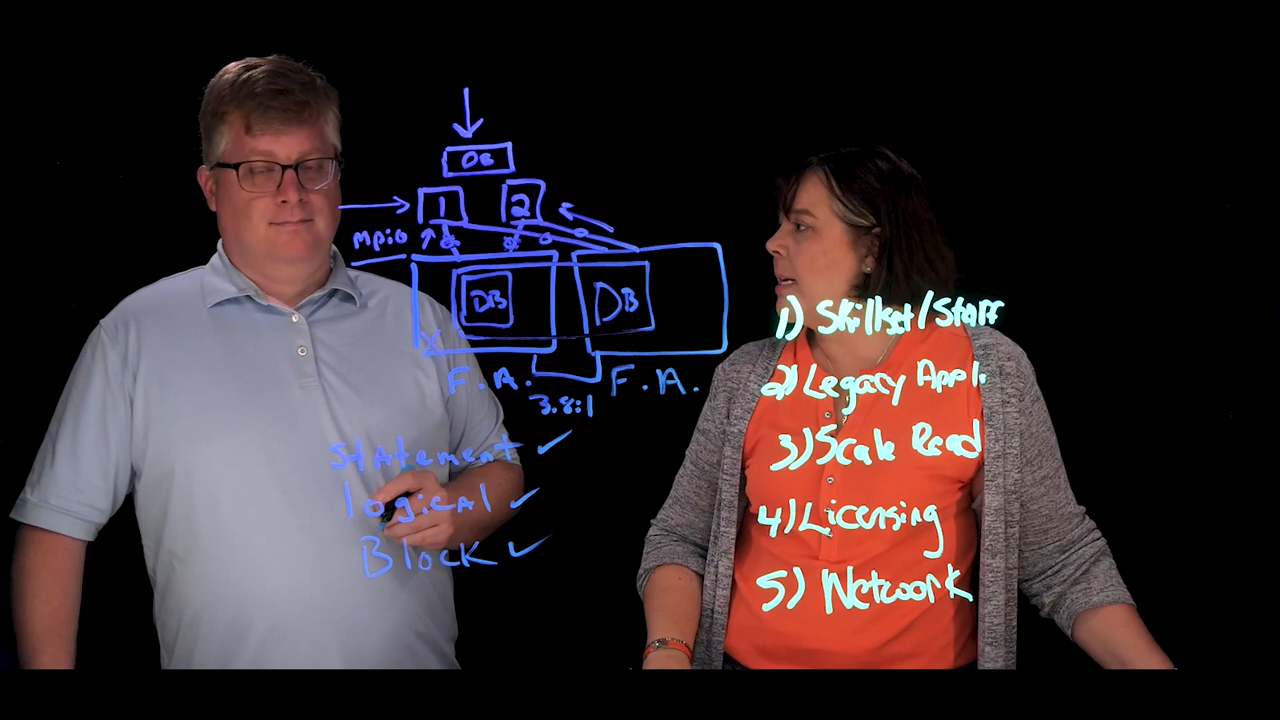 DB
1 2
MPIO
DB DB
X
F.A. F.A.
3.8:1
Statement ✓
logical ✓
Block ✓
1) Skillset/Staff
2) Legacy Appl.
3) Scale Read
4) Licensing
5) Network